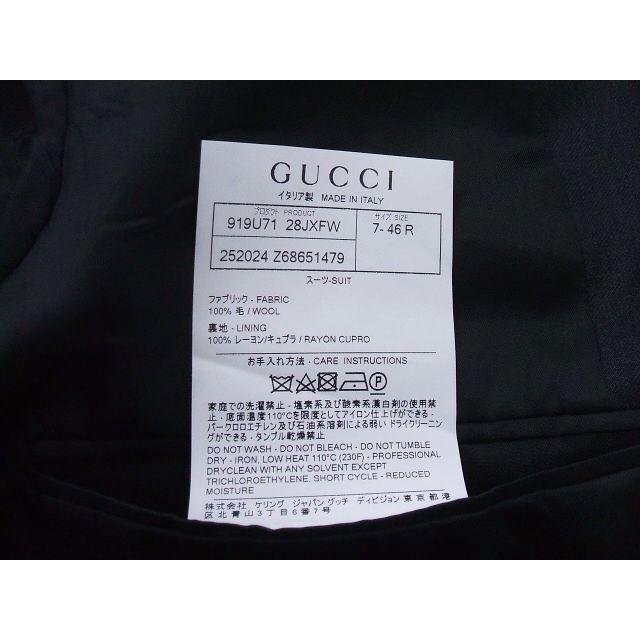 GUCCI
イタリア製 MADE IN ITALY
プロダクト PRODUCT
919U71 28JXFW
サイズ SIZE
7- 46 R
252024 Z68651479
スーツ-SUIT
ファブリック - FABRIC
100% 毛 / WOOL
裏地 - LINING
100% レーヨン/キュプラ / RAYON CUPRO
お手入れ方法 - CARE INSTRUCTIONS
P
家庭での洗濯禁止 - 塩素系及び酸素系漂白剤の使用禁
止 - 底面温度110°Cを限度としてアイロン仕上げができる - パ
ークロロエチレン及び石油系溶剤による弱い ドライクリーニン
グができる - タンブル乾燥禁止
DO NOT WASH - DO NOT BLEACH - DO NOT TUMBLE
DRY - IRON, LOW HEAT 110°C (230F) - PROFESSIONAL
DRYCLEAN WITH ANY SOLVENT EXCEPT
TRICHLOROETHYLENE, SHORT CYCLE - REDUCED
MOISTURE
株式会社 ケリング ジャパン グッチ ディビジョン 東京都港
区北青山3丁目6番7号